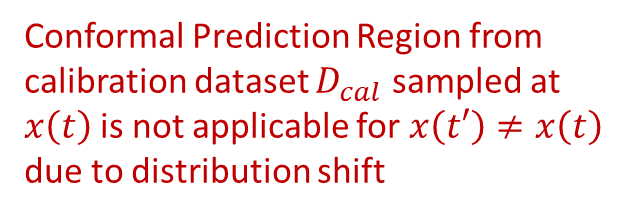 Conformal Prediction Region from
calibration dataset D_cal sampled at
x(t) is not applicable for x(t′) ≠ x(t)
due to distribution shift